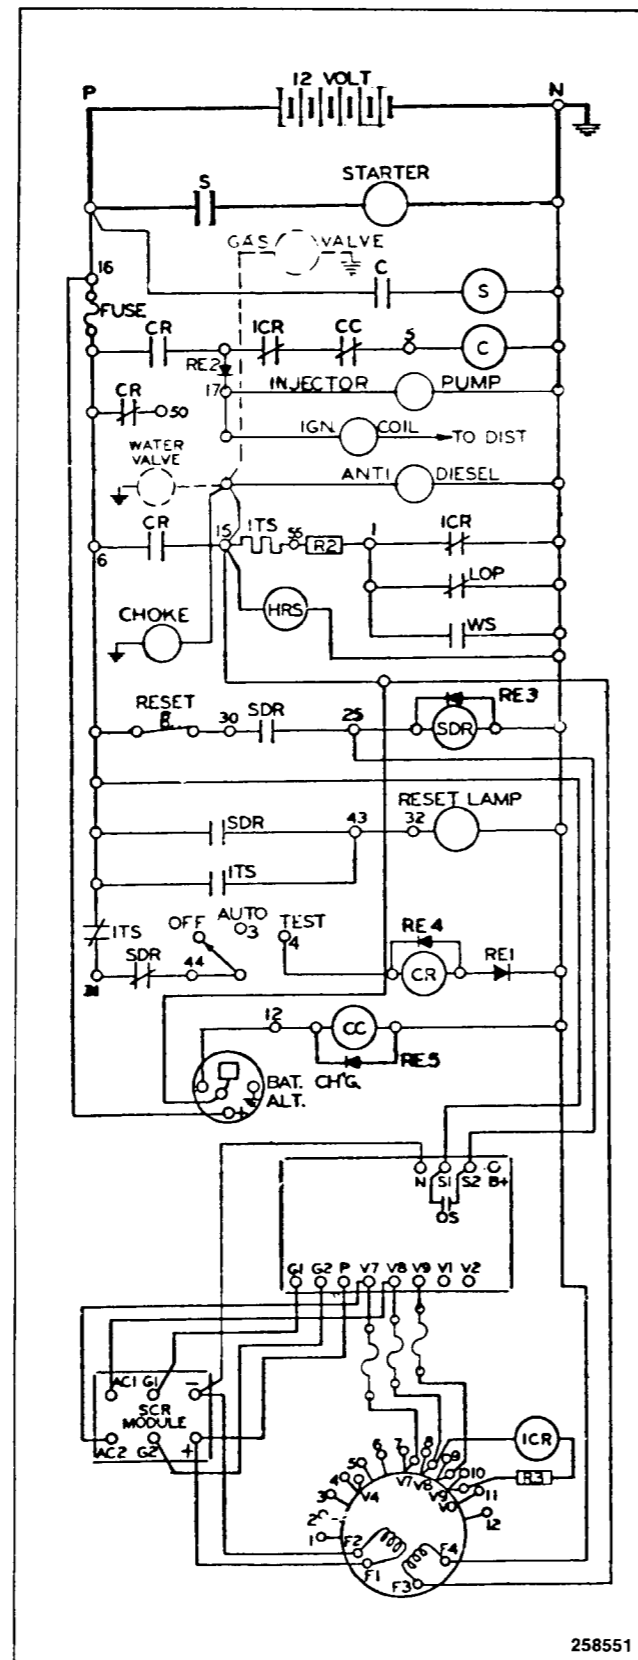 12 VOLT
P N
S STARTER
GAS VALVE
16 C S
FUSE
CR ICR CC 5 C
RE2
17 INJECTOR PUMP
CR 50
IGN COIL TO DIST
WATER VALVE
ANTI DIESEL
CR 15 ITS 55 R2 1 ICR
6
LOP
CHOKE HRS WS
RE3
RESET 30 SDR 25 SDR
RESET LAMP
SDR 43 32
ITS
ITS OFF AUTO 3 TEST 4 RE4
SDR 44 CR RE1
31
12 CC
RE5
BAT. CH'G.
ALT.
+
N S1 S2 B+
OS
G1 G2 P V7 V8 V9 V1 V2
AC1 G1 −
SCR
MODULE
AC2 G2 +
ICR
R3
1 2 3 4 5 6 7 8 9 10 11 12
V4 V7 V8 V9 V
F2 F1 F3 F4
258551